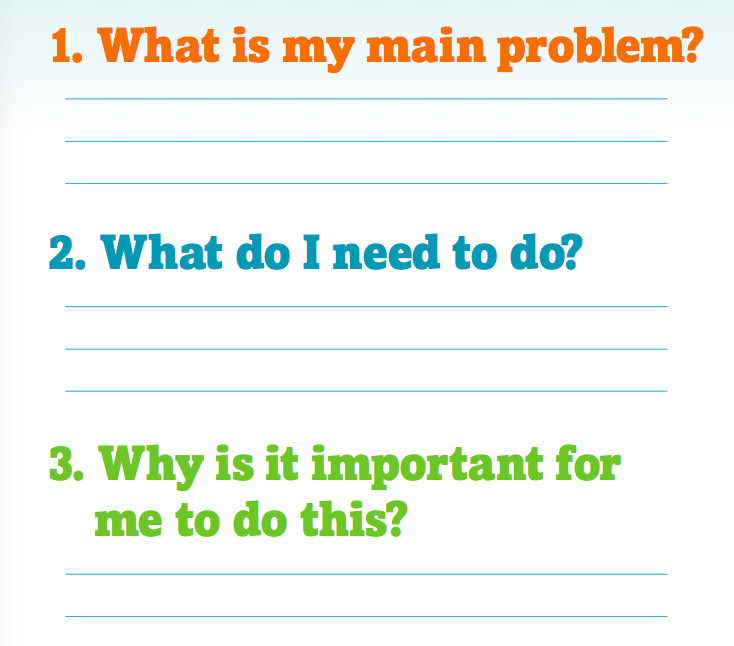 1. What is my main problem?
2. What do I need to do?
3. Why is it important for
me to do this?